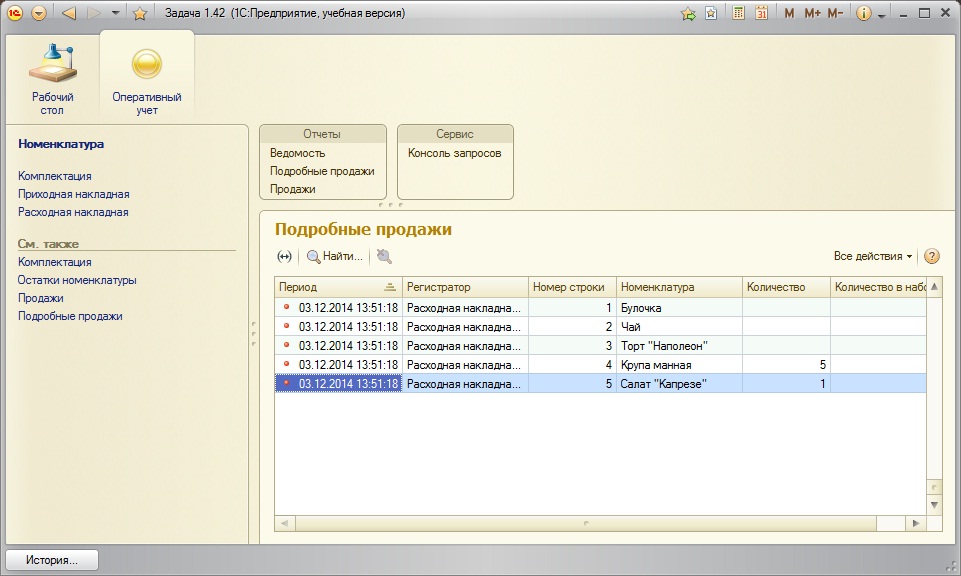 Задача 1.42 (1С:Предприятие, учебная версия)
31 M M+ M-
Рабочий
стол
Оперативный
учет
Номенклатура
Комплектация
Приходная накладная
Расходная накладная
См. также
Комплектация
Остатки номенклатуры
Продажи
Подробные продажи
Отчеты
Ведомость
Подробные продажи
Продажи
Сервис
Консоль запросов
Подробные продажи
Найти...
Все действия
?
Период Регистратор Номер строки Номенклатура Количество Количество в набо
03.12.2014 13:51:18 Расходная накладна... 1 Булочка
03.12.2014 13:51:18 Расходная накладна... 2 Чай
03.12.2014 13:51:18 Расходная накладна... 3 Торт "Наполеон"
03.12.2014 13:51:18 Расходная накладна... 4 Крупа манная 5
03.12.2014 13:51:18 Расходная накладна... 5 Салат "Капрезе" 1
История...